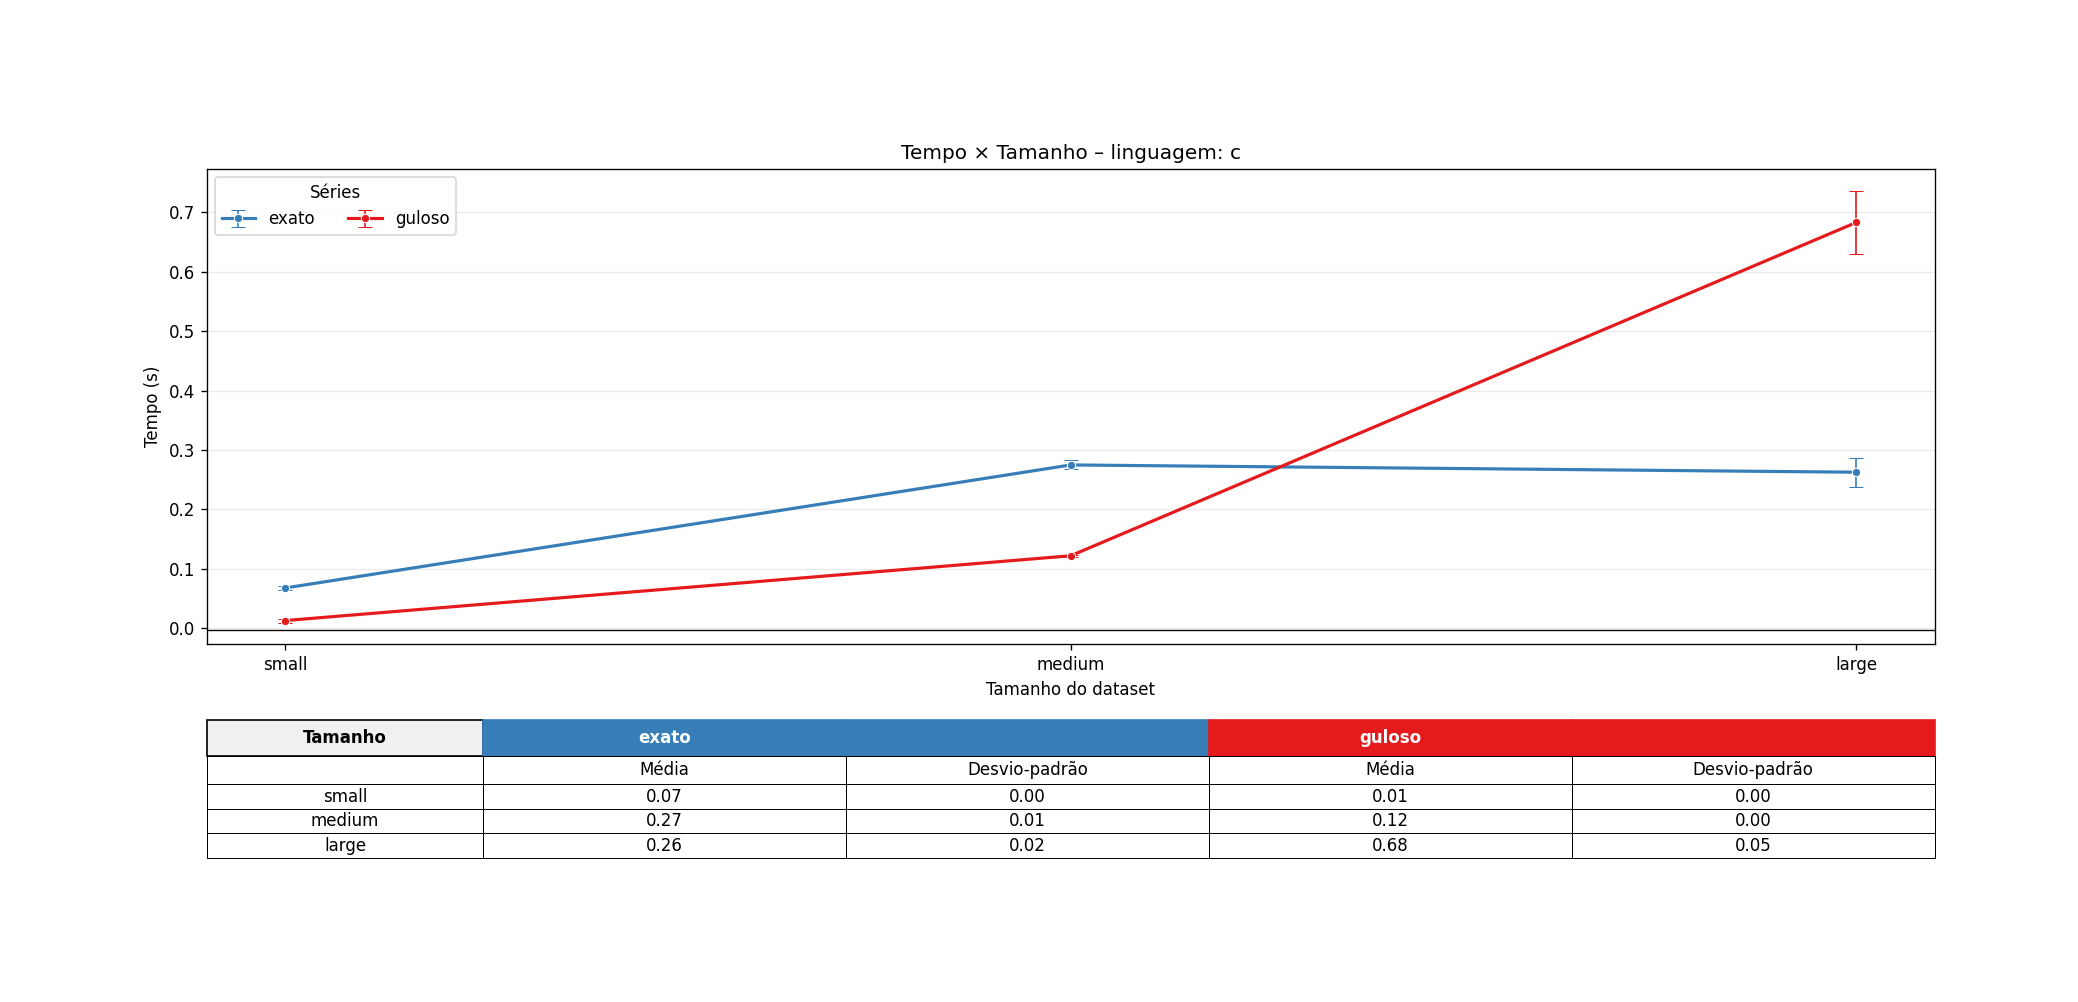 Tempo × Tamanho – linguagem: c
Séries
exato guloso
0.7
0.6
0.5
0.4
0.3
0.2
0.1
0.0
Tempo (s)
small medium large
Tamanho do dataset
Tamanho exato guloso
Média Desvio-padrão Média Desvio-padrão
small 0.07 0.00 0.01 0.00
medium 0.27 0.01 0.12 0.00
large 0.26 0.02 0.68 0.05